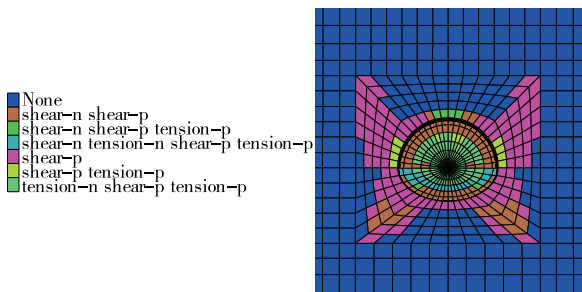 None
shear-n shear-p
shear-n shear-p tension-p
shear-n tension-n shear-p tension-p
shear-p
shear-p tension-p
tension-n shear-p tension-p